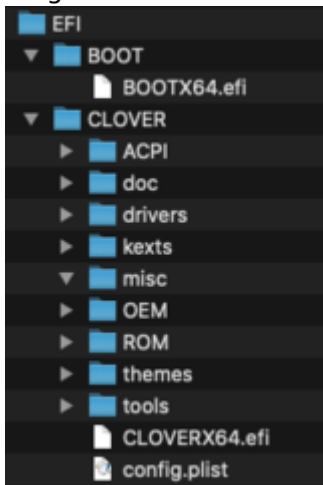 EFI
BOOT
BOOTX64.efi
CLOVER
ACPI
doc
drivers
kexts
misc
OEM
ROM
themes
tools
CLOVERX64.efi
config.plist